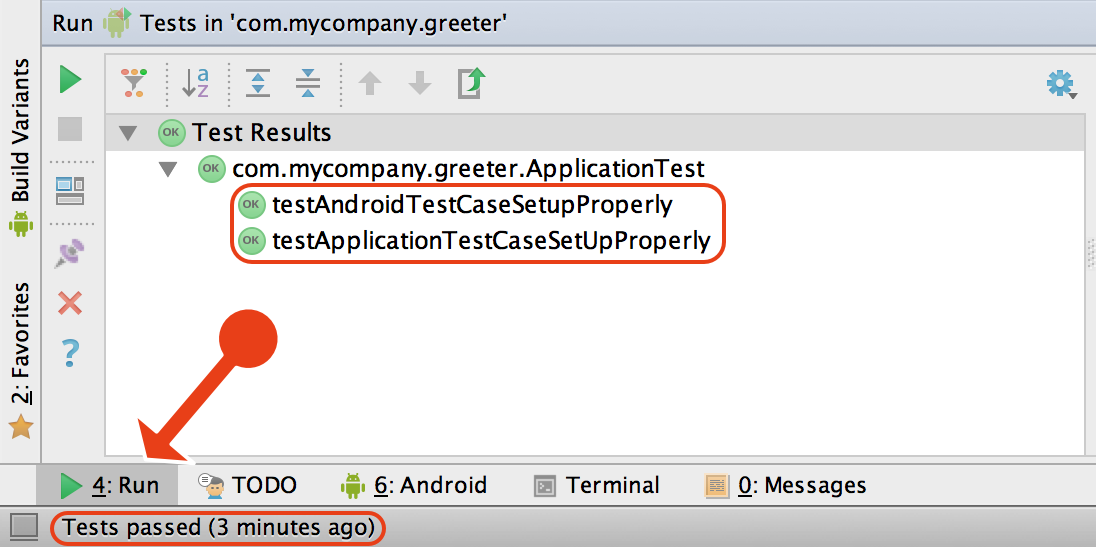 Run Tests in 'com.mycompany.greeter'
Build Variants
2: Favorites
a
z
OK Test Results
OK com.mycompany.greeter.ApplicationTest
OK testAndroidTestCaseSetupProperly
OK testApplicationTestCaseSetUpProperly
?
4: Run TODO 6: Android Terminal 0: Messages
Tests passed (3 minutes ago)